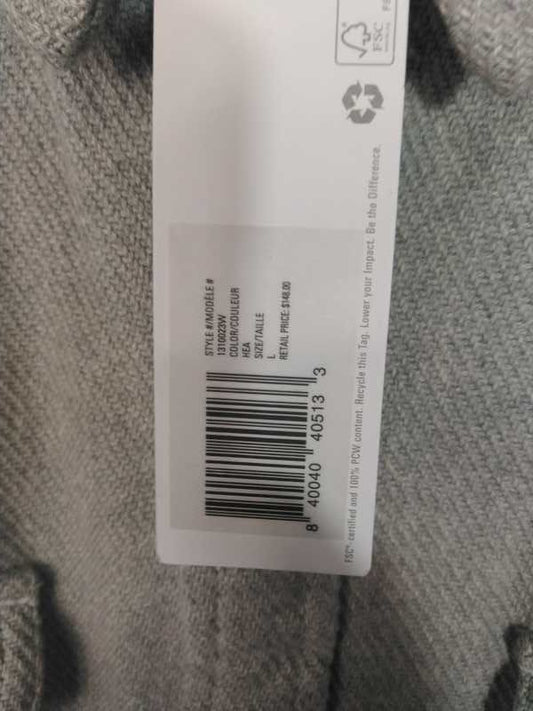 FSC
STYLE #/MODÈLE #
1310023W
COLOR/COULEUR
HEA
SIZE/TAILLE
L
RETAIL PRICE: $148.00
8 40040 40513 3
FSC®- certified and 100% PCW content. Recycle this Tag. Lower your Impact. Be the Difference.